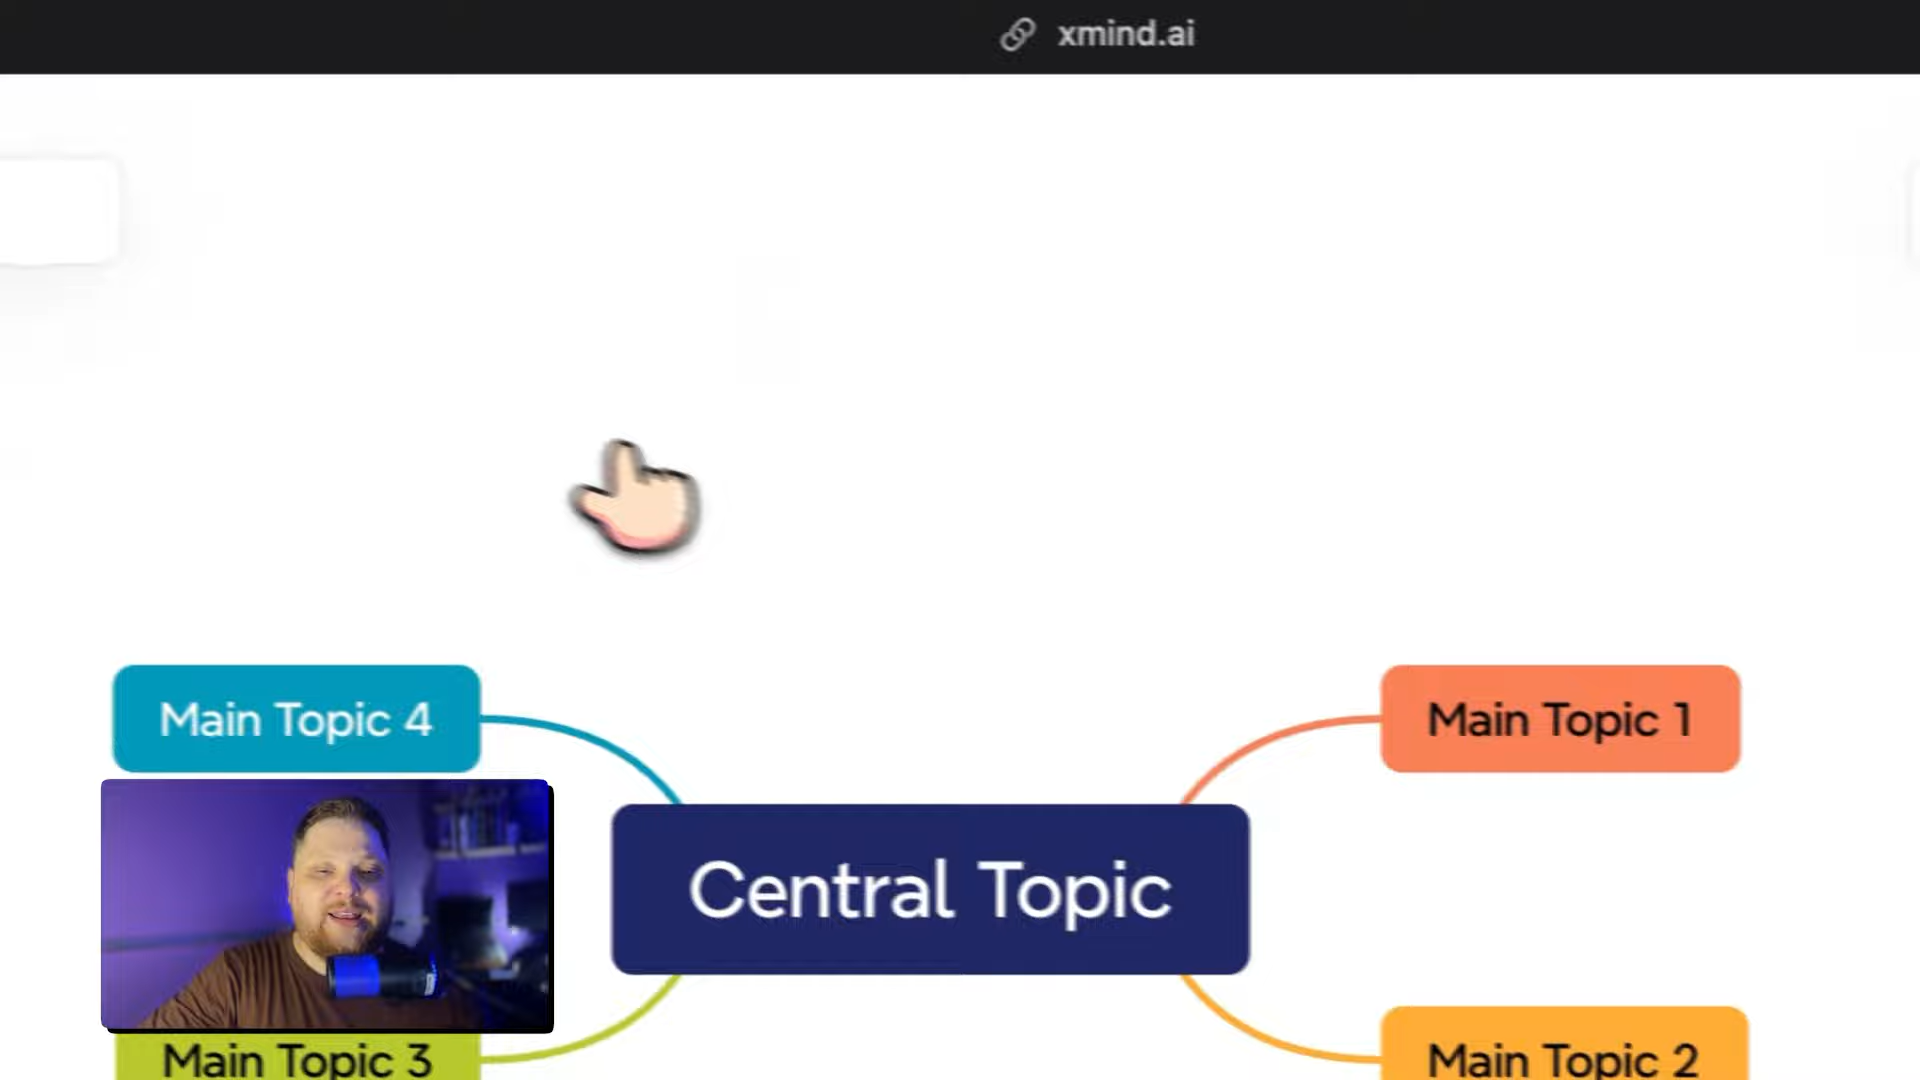 xmind.ai
Main Topic 4
Main Topic 1
Central Topic
Main Topic 3
Main Topic 2